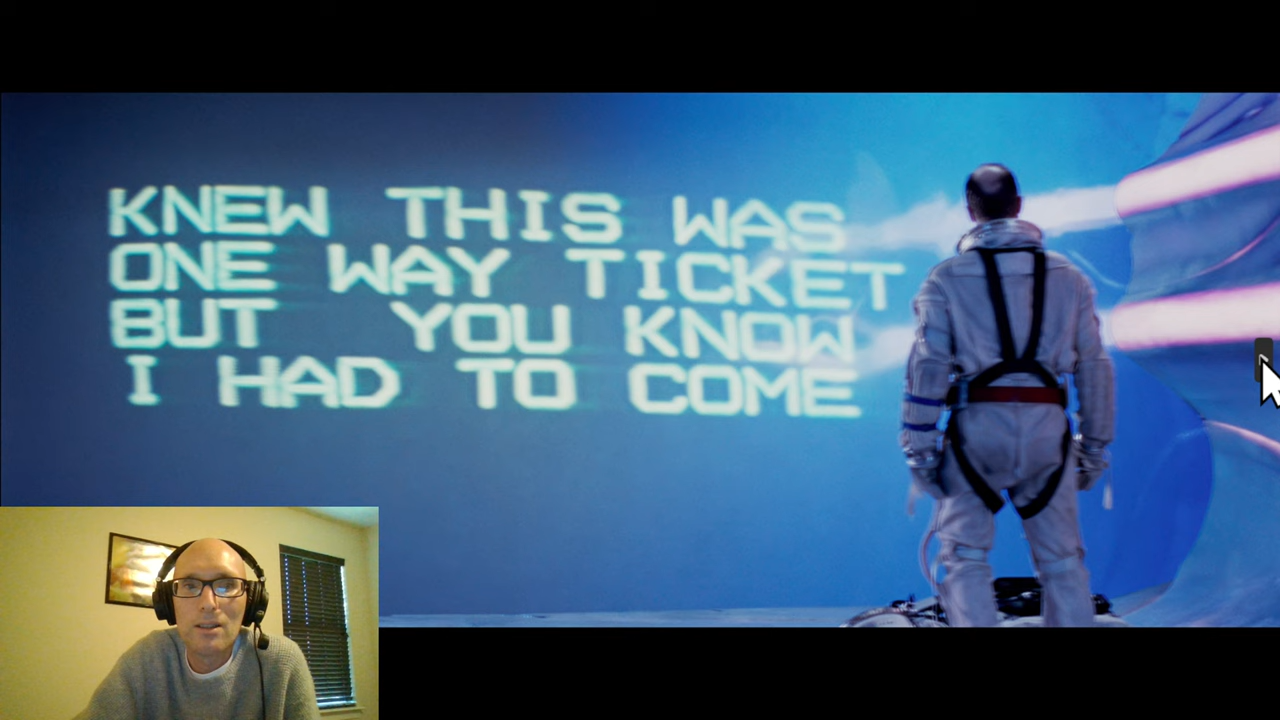 KNEW THIS WAS
ONE WAY TICKET
BUT YOU KNOW
I HAD TO COME